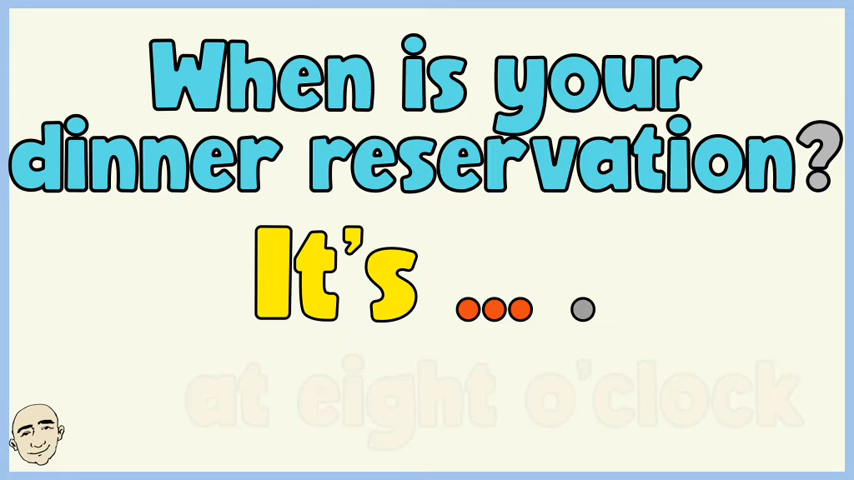 When is your
dinner reservation?
It's ... .
at eight o'clock